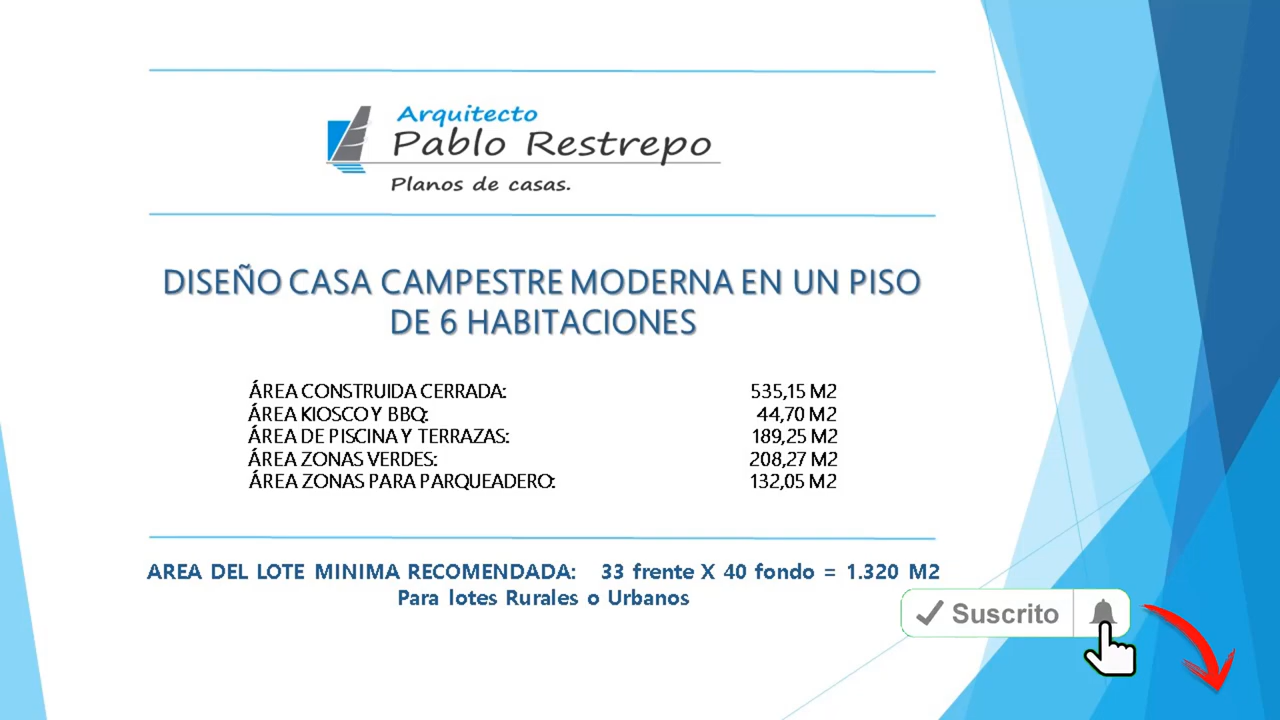 Arquitecto
Pablo Restrepo
Planos de casas.
DISEÑO CASA CAMPESTRE MODERNA EN UN PISO
DE 6 HABITACIONES
ÁREA CONSTRUIDA CERRADA: 535,15 M2
ÁREA KIOSCO Y BBQ: 44,70 M2
ÁREA DE PISCINA Y TERRAZAS: 189,25 M2
ÁREA ZONAS VERDES: 208,27 M2
ÁREA ZONAS PARA PARQUEADERO: 132,05 M2
AREA DEL LOTE MINIMA RECOMENDADA: 33 frente X 40 fondo = 1.320 M2
Para lotes Rurales o Urbanos
Suscrito